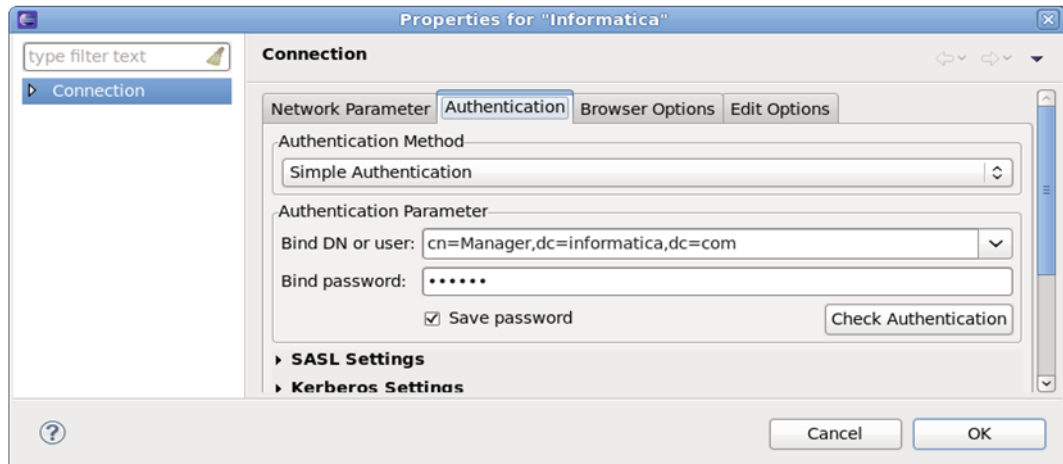 Properties for "Informatica"
type filter text
Connection
Connection
Network Parameter Authentication Browser Options Edit Options
Authentication Method
Simple Authentication
Authentication Parameter
Bind DN or user: cn=Manager,dc=informatica,dc=com
Bind password: ••••••
Save password Check Authentication
SASL Settings
Kerberos Settings
? Cancel OK